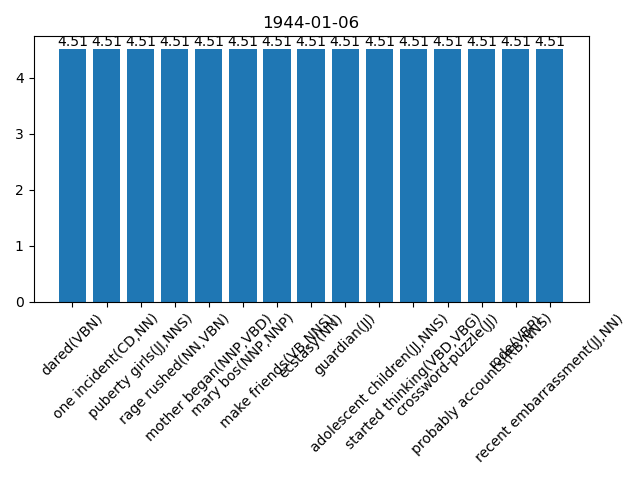 1944-01-06
4.51 4.51 4.51 4.51 4.51 4.51 4.51 4.51 4.51 4.51 4.51 4.51 4.51 4.51 4.51
4
3
2
1
0
dared(VBN)
one incident(CD,NN)
puberty girls(JJ,NNS)
rage rushed(NN,VBN)
mother began(NNP,VBD)
mary bos(NNP,NNP)
make friends(VB,NNS)
ecstasy(NN)
guardian(JJ)
adolescent children(JJ,NNS)
started thinking(VBD,VBG)
crossword-puzzle(JJ)
probably accounts(RB,NNS)
recent embarrassment(JJ,NN)